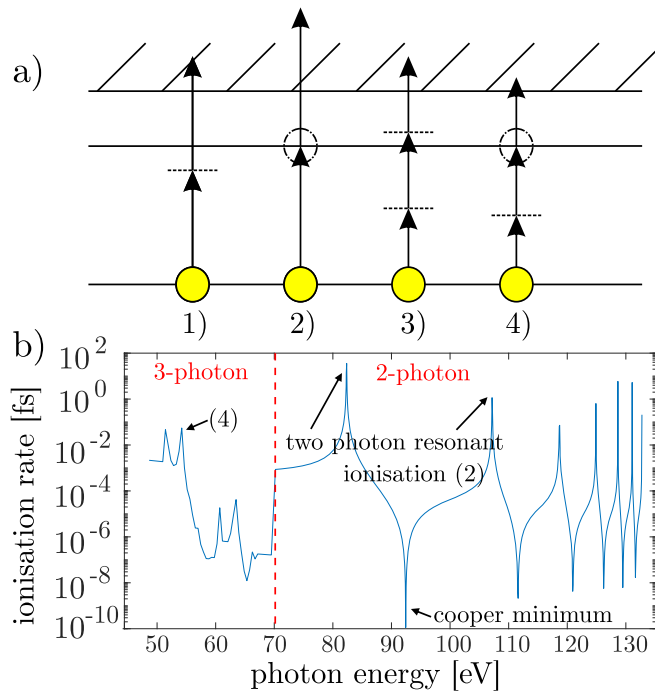 a)
1)
2)
3)
4)
b)
10^2
10^0
10^-2
10^-4
10^-6
10^-8
10^-10
ionisation rate [fs]
3-photon
2-photon
(4)
two photon resonant
ionisation (2)
cooper minimum
50
60
70
80
90
100
110
120
130
photon energy [eV]